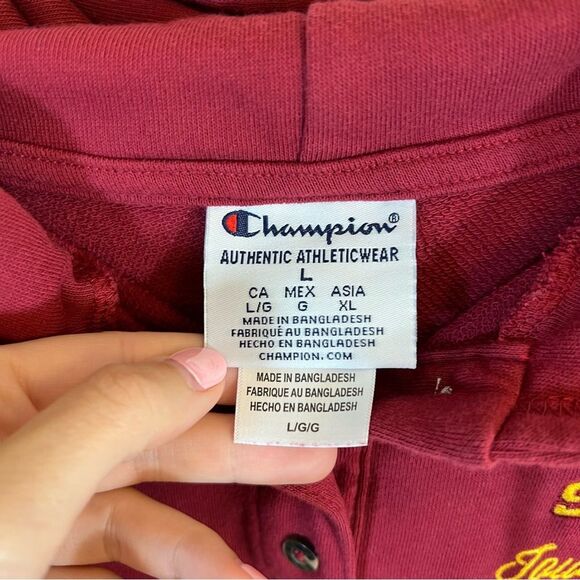 Champion®
AUTHENTIC ATHLETICWEAR
L
CA MEX ASIA
L/G G XL
MADE IN BANGLADESH
FABRIQUÉ AU BANGLADESH
HECHO EN BANGLADESH
CHAMPION.COM
MADE IN BANGLADESH
FABRIQUE AU BANGLADESH
HECHO EN BANGLADESH
L/G/G